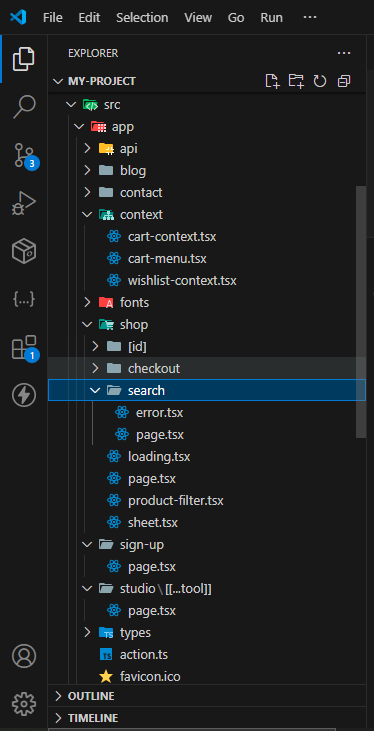 File Edit Selection View Go Run ···
EXPLORER ···
MY-PROJECT
src
app
api
blog
contact
context
cart-context.tsx
cart-menu.tsx
wishlist-context.tsx
fonts
shop
[id]
checkout
search
error.tsx
page.tsx
loading.tsx
page.tsx
product-filter.tsx
sheet.tsx
sign-up
page.tsx
studio\[[...tool]]
page.tsx
types
action.ts
favicon.ico
OUTLINE
TIMELINE
3
1